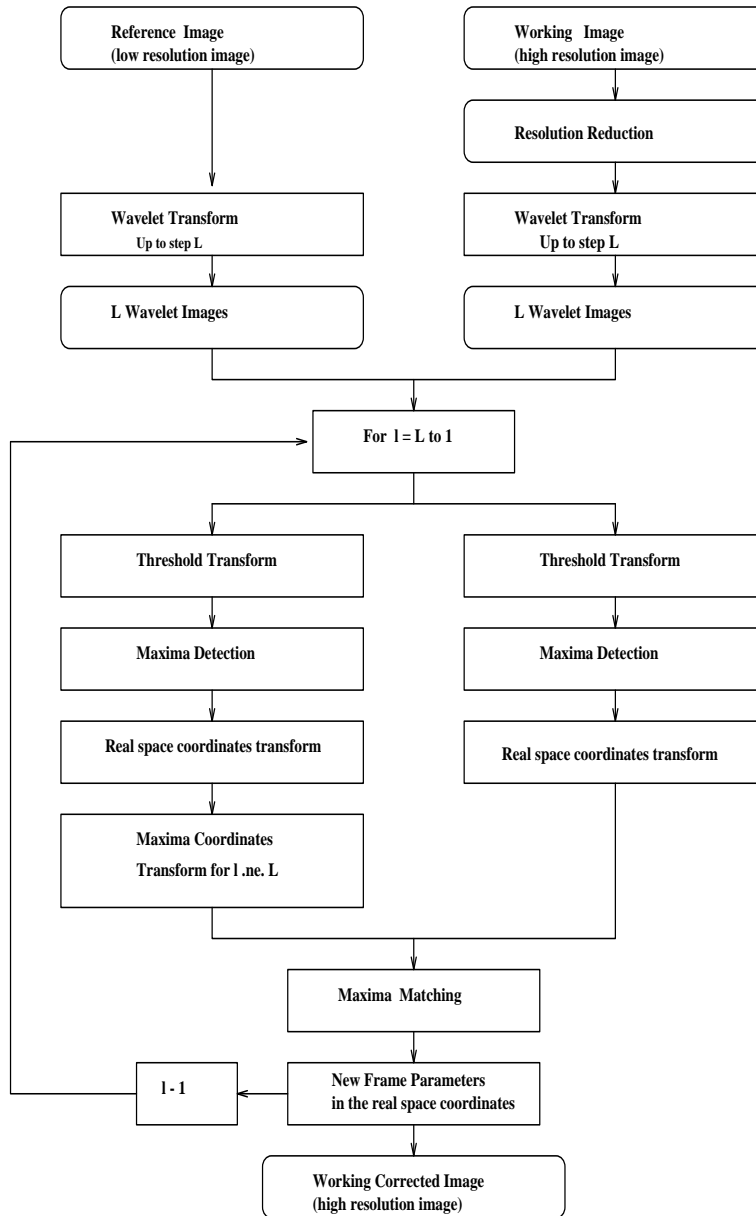 Reference Image
(low resolution image)
Working Image
(high resolution image)
Resolution Reduction
Wavelet Transform
Up to step L
Wavelet Transform
Up to step L
L Wavelet Images
L Wavelet Images
For l = L to 1
Threshold Transform
Threshold Transform
Maxima Detection
Maxima Detection
Real space coordinates transform
Real space coordinates transform
Maxima Coordinates
Transform for l .ne. L
Maxima Matching
l - 1
New Frame Parameters
in the real space coordinates
Working Corrected Image
(high resolution image)